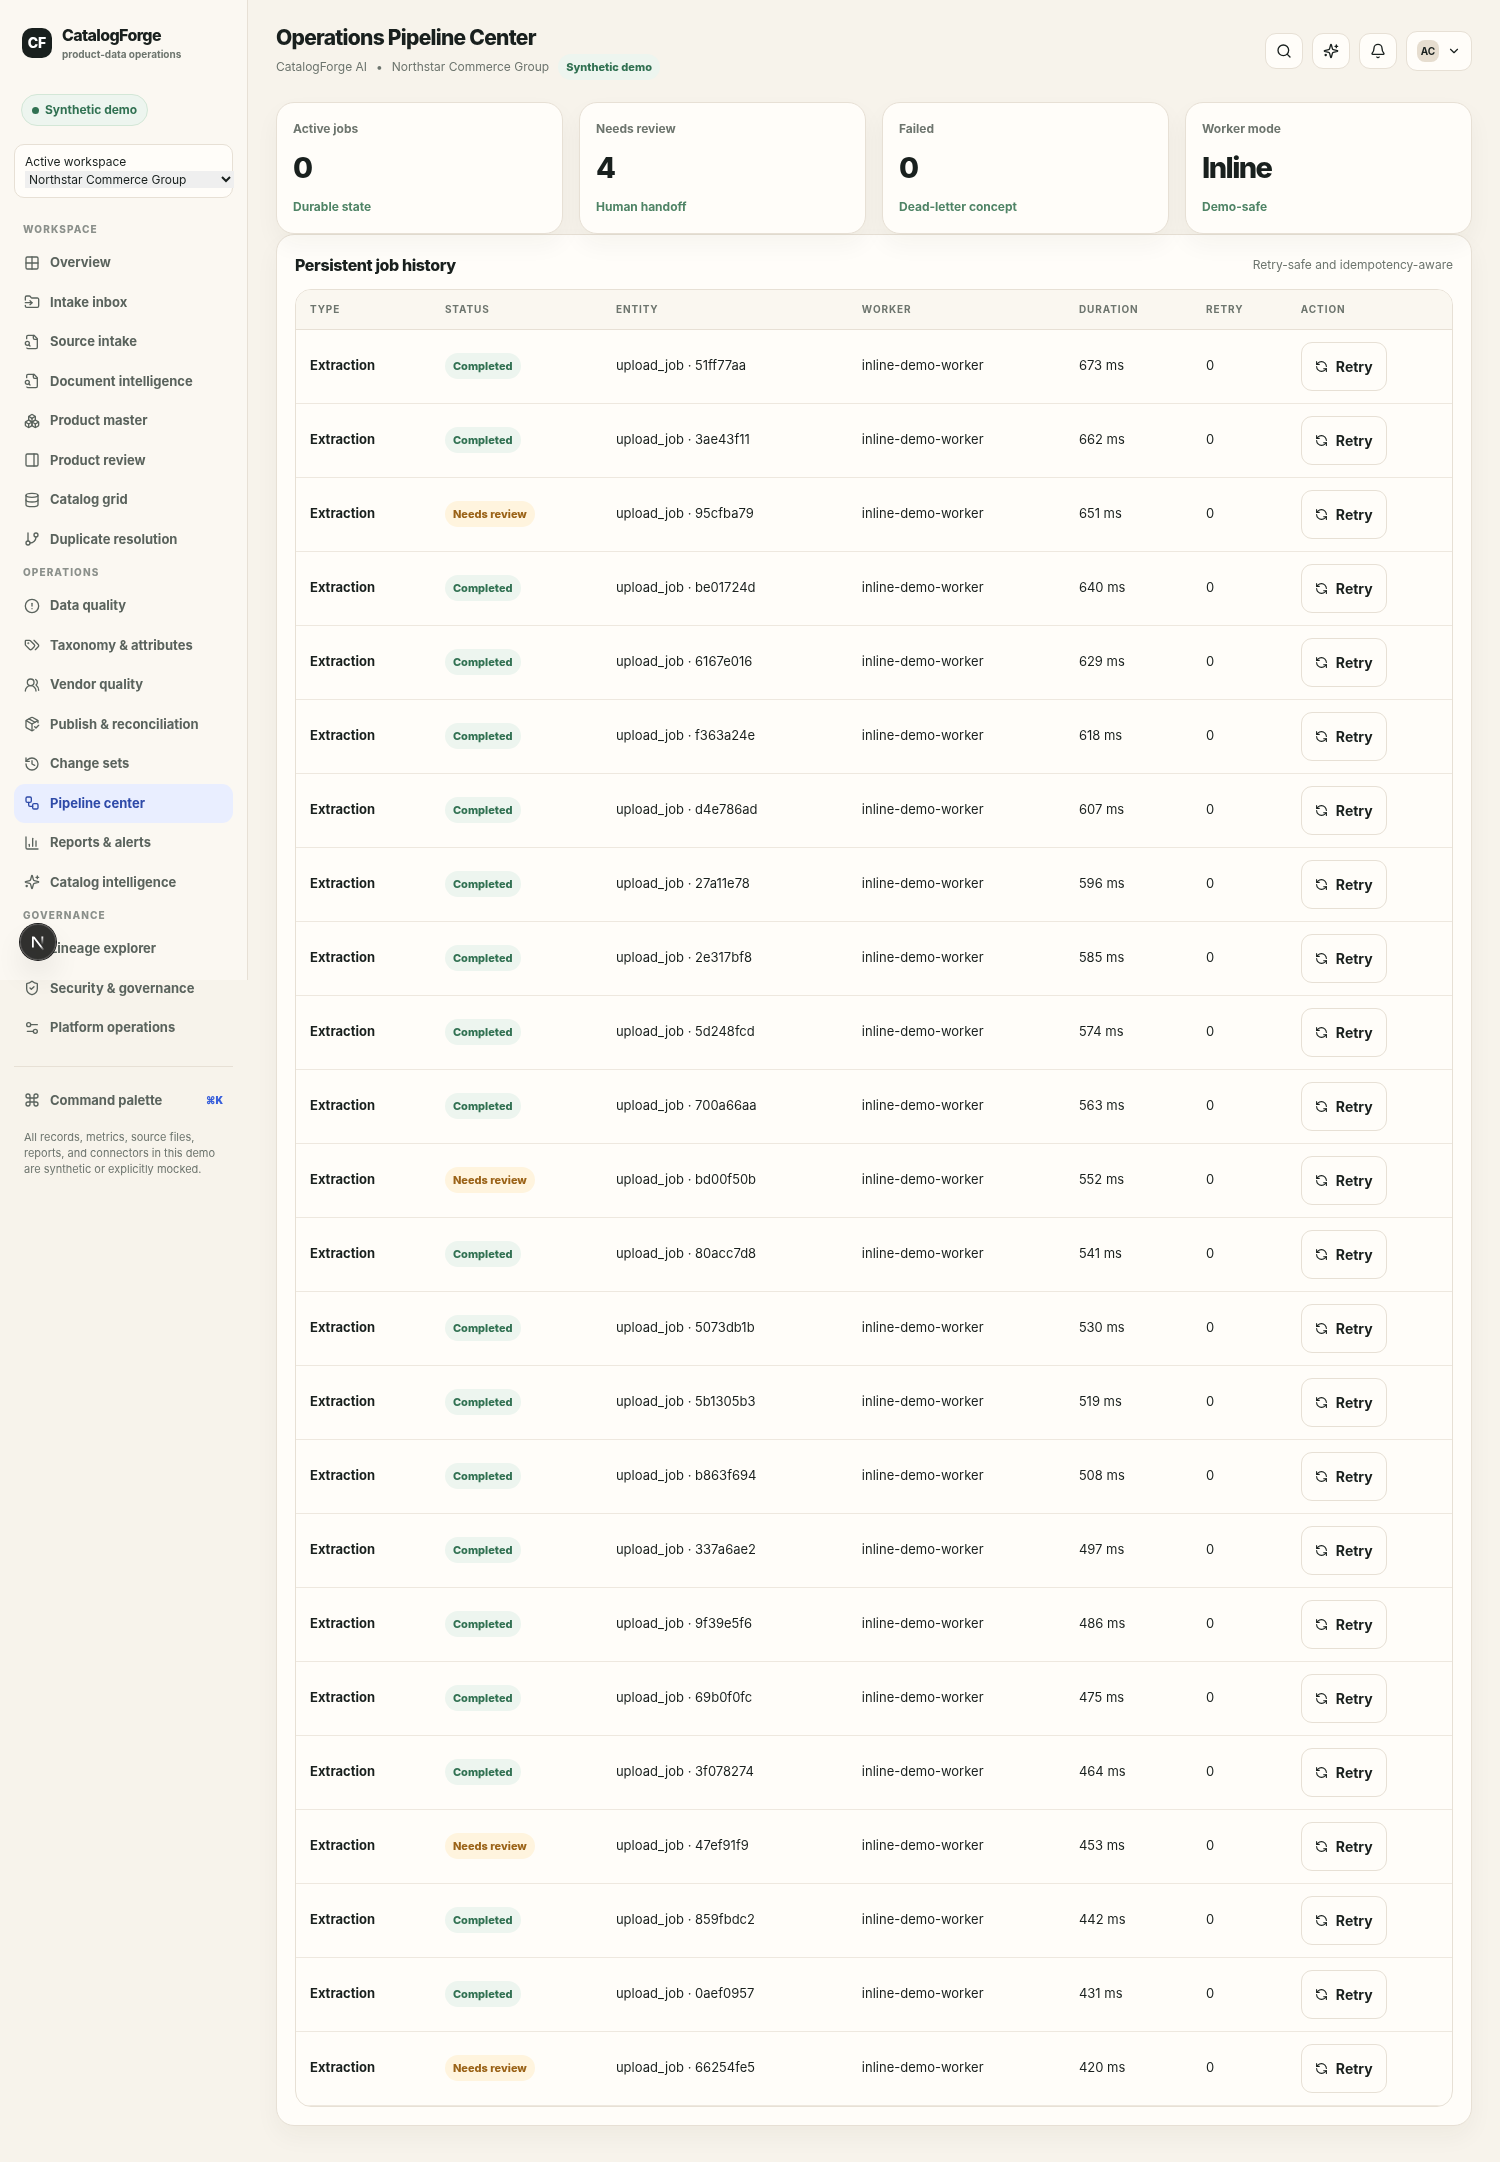 CF
CatalogForge
product-data operations
Synthetic demo
Active workspace
Northstar Commerce Group
WORKSPACE
Overview
Intake inbox
Source intake
Document intelligence
Product master
Product review
Catalog grid
Duplicate resolution
OPERATIONS
Data quality
Taxonomy & attributes
Vendor quality
Publish & reconciliation
Change sets
Pipeline center
Reports & alerts
Catalog intelligence
GOVERNANCE
N
Lineage explorer
Security & governance
Platform operations
Command palette ⌘K
All records, metrics, source files,
reports, and connectors in this demo
are synthetic or explicitly mocked.
Operations Pipeline Center
CatalogForge AI • Northstar Commerce Group Synthetic demo
AC
Active jobs
0
Durable state
Needs review
4
Human handoff
Failed
0
Dead-letter concept
Worker mode
Inline
Demo-safe
Persistent job history Retry-safe and idempotency-aware
TYPE STATUS ENTITY WORKER DURATION RETRY ACTION
Extraction Completed upload_job · 51ff77aa inline-demo-worker 673 ms 0 Retry
Extraction Completed upload_job · 3ae43f11 inline-demo-worker 662 ms 0 Retry
Extraction Needs review upload_job · 95cfba79 inline-demo-worker 651 ms 0 Retry
Extraction Completed upload_job · be01724d inline-demo-worker 640 ms 0 Retry
Extraction Completed upload_job · 6167e016 inline-demo-worker 629 ms 0 Retry
Extraction Completed upload_job · f363a24e inline-demo-worker 618 ms 0 Retry
Extraction Completed upload_job · d4e786ad inline-demo-worker 607 ms 0 Retry
Extraction Completed upload_job · 27a11e78 inline-demo-worker 596 ms 0 Retry
Extraction Completed upload_job · 2e317bf8 inline-demo-worker 585 ms 0 Retry
Extraction Completed upload_job · 5d248fcd inline-demo-worker 574 ms 0 Retry
Extraction Completed upload_job · 700a66aa inline-demo-worker 563 ms 0 Retry
Extraction Needs review upload_job · bd00f50b inline-demo-worker 552 ms 0 Retry
Extraction Completed upload_job · 80acc7d8 inline-demo-worker 541 ms 0 Retry
Extraction Completed upload_job · 5073db1b inline-demo-worker 530 ms 0 Retry
Extraction Completed upload_job · 5b1305b3 inline-demo-worker 519 ms 0 Retry
Extraction Completed upload_job · b863f694 inline-demo-worker 508 ms 0 Retry
Extraction Completed upload_job · 337a6ae2 inline-demo-worker 497 ms 0 Retry
Extraction Completed upload_job · 9f39e5f6 inline-demo-worker 486 ms 0 Retry
Extraction Completed upload_job · 69b0f0fc inline-demo-worker 475 ms 0 Retry
Extraction Completed upload_job · 3f078274 inline-demo-worker 464 ms 0 Retry
Extraction Needs review upload_job · 47ef91f9 inline-demo-worker 453 ms 0 Retry
Extraction Completed upload_job · 859fbdc2 inline-demo-worker 442 ms 0 Retry
Extraction Completed upload_job · 0aef0957 inline-demo-worker 431 ms 0 Retry
Extraction Needs review upload_job · 66254fe5 inline-demo-worker 420 ms 0 Retry